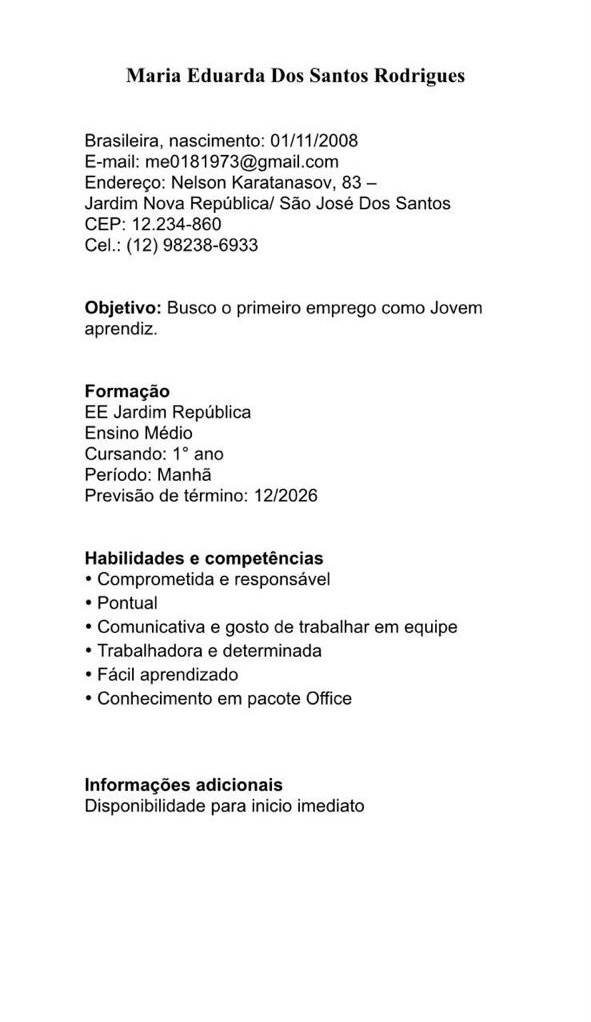 Maria Eduarda Dos Santos Rodrigues
Brasileira, nascimento: 01/11/2008
E-mail: me0181973@gmail.com
Endereço: Nelson Karatanasov, 83 –
Jardim Nova República/ São José Dos Santos
CEP: 12.234-860
Cel.: (12) 98238-6933
Objetivo: Busco o primeiro emprego como Jovem
aprendiz.
Formação
EE Jardim República
Ensino Médio
Cursando: 1° ano
Período: Manhã
Previsão de término: 12/2026
Habilidades e competências
• Comprometida e responsável
• Pontual
• Comunicativa e gosto de trabalhar em equipe
• Trabalhadora e determinada
• Fácil aprendizado
• Conhecimento em pacote Office
Informações adicionais
Disponibilidade para inicio imediato